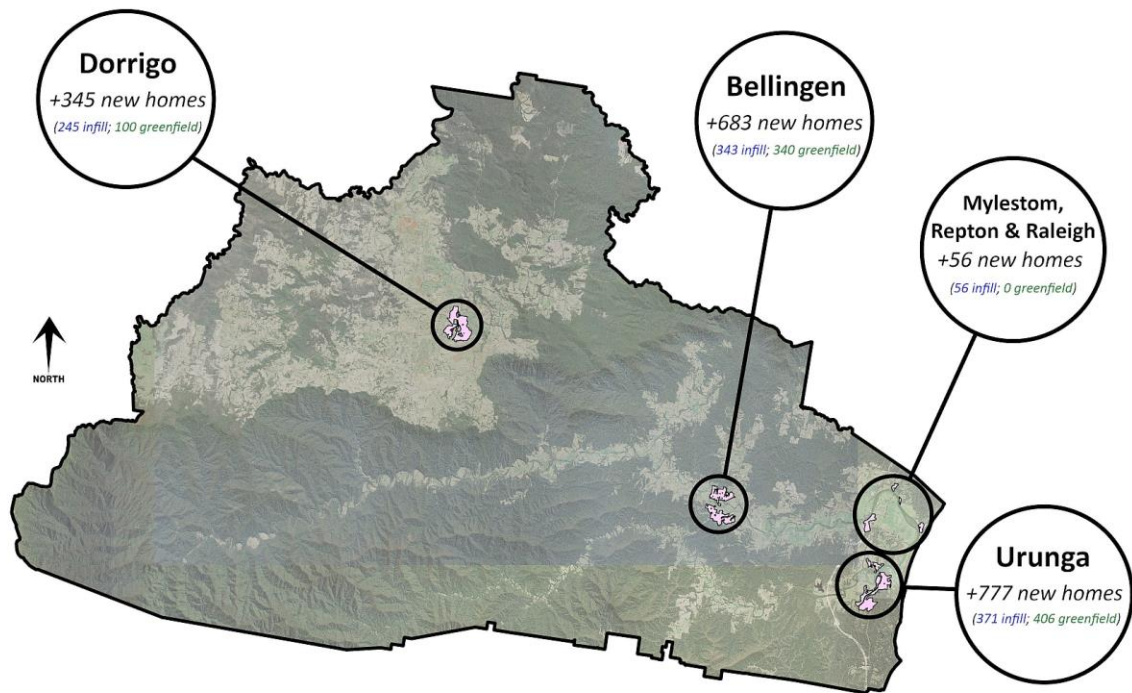 Dorrigo
+345 new homes
(245 infill; 100 greenfield)
Bellingen
+683 new homes
(343 infill; 340 greenfield)
Mylestom,
Repton & Raleigh
+56 new homes
(56 infill; 0 greenfield)
NORTH
Urunga
+777 new homes
(371 infill; 406 greenfield)